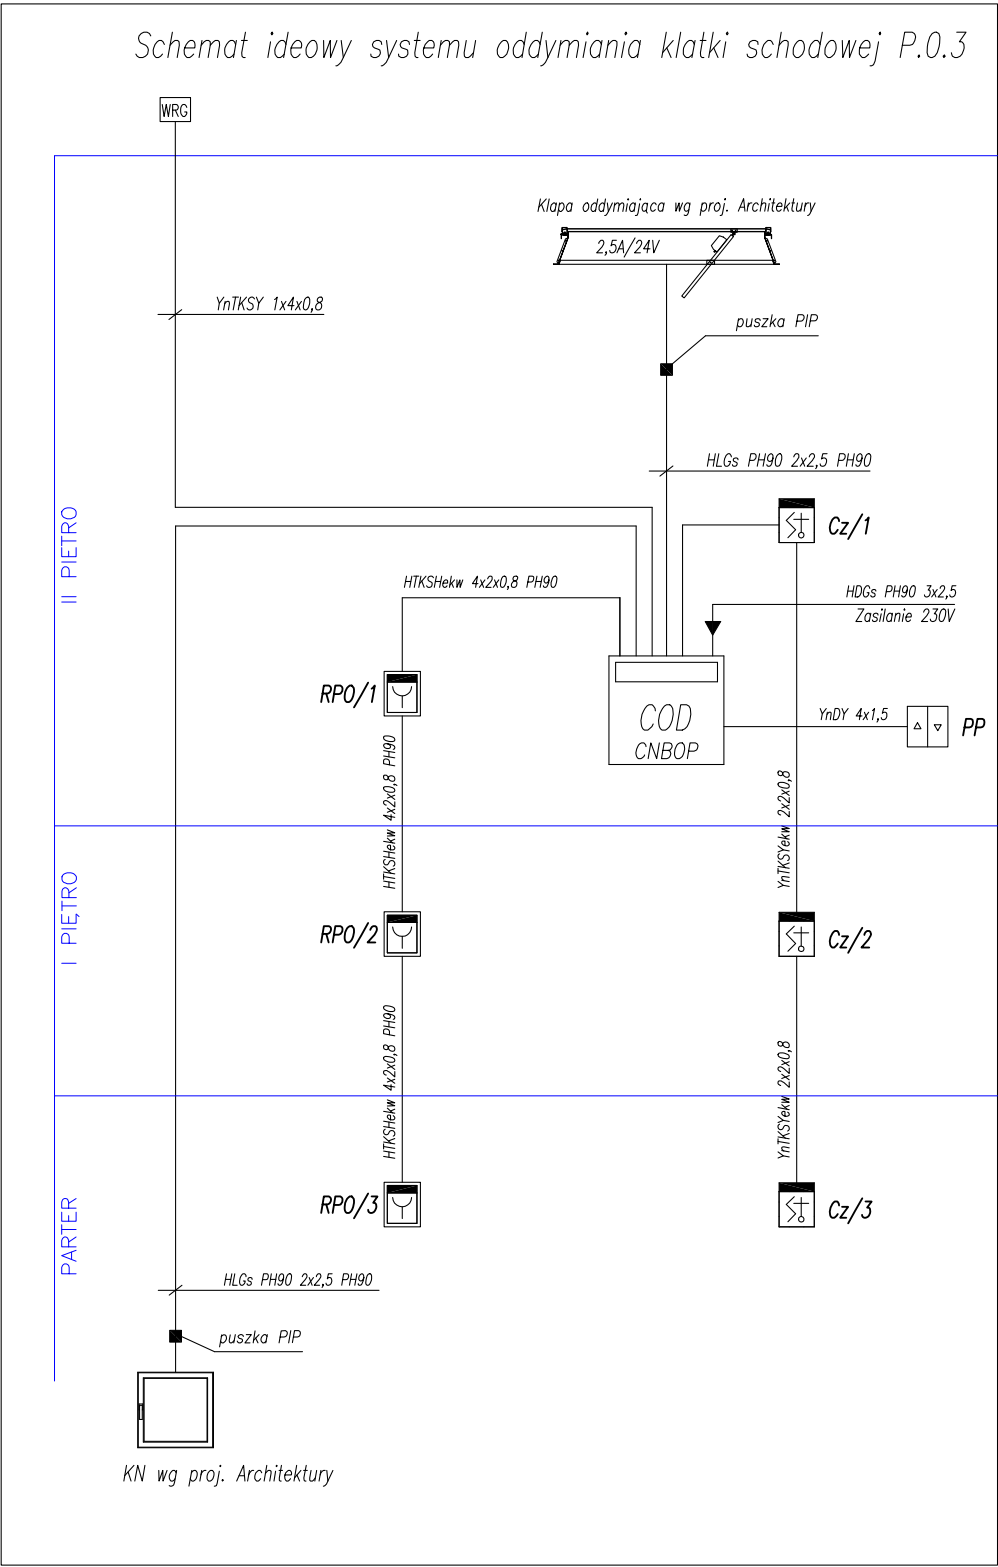 Schemat ideowy systemu oddymiania klatki schodowej P.0.3
WRG
Klapa oddymiająca wg proj. Architektury
2,5A/24V
YnTKSY 1x4x0,8
puszka PIP
HLGs PH90 2x2,5 PH90
II PIETRO
Cz/1
HTKSHekw 4x2x0,8 PH90
HDGs PH90 3x2,5
Zasilanie 230V
RPO/1
COD
CNBOP
YnDY 4x1,5
PP
HTKSHekw 4x2x0,8 PH90
YnTKSYekw 2x2x0,8
I PIĘTRO
RPO/2
Cz/2
HTKSHekw 4x2x0,8 PH90
YnTKSYekw 2x2x0,8
PARTER
RPO/3
Cz/3
HLGs PH90 2x2,5 PH90
puszka PIP
KN wg proj. Architektury